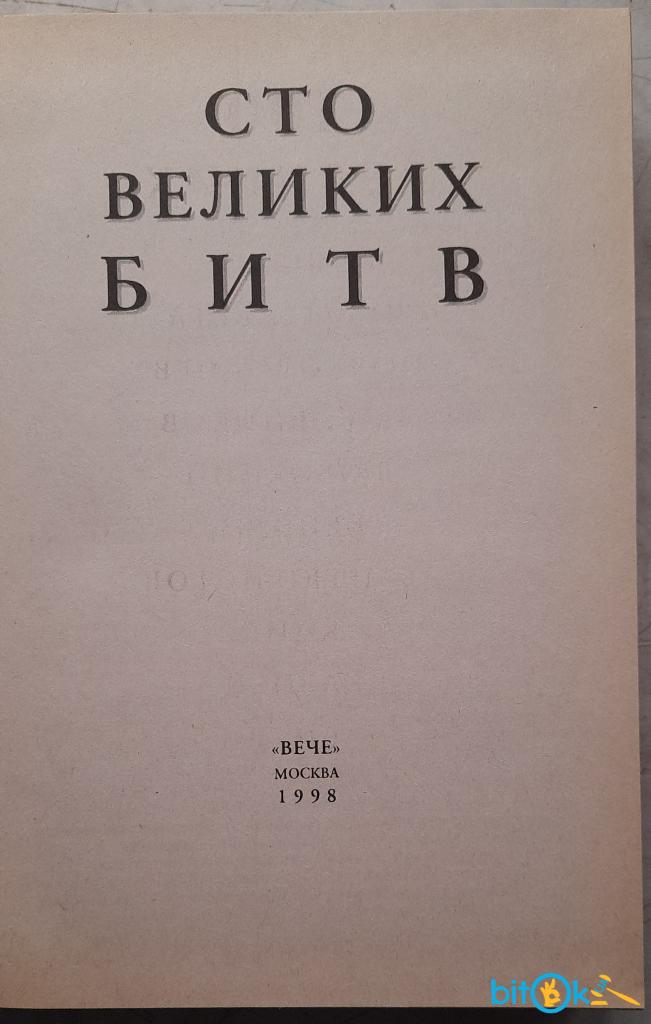 СТО
ВЕЛИКИХ
БИТВ
«ВЕЧЕ»
МОСКВА
1998
bitok